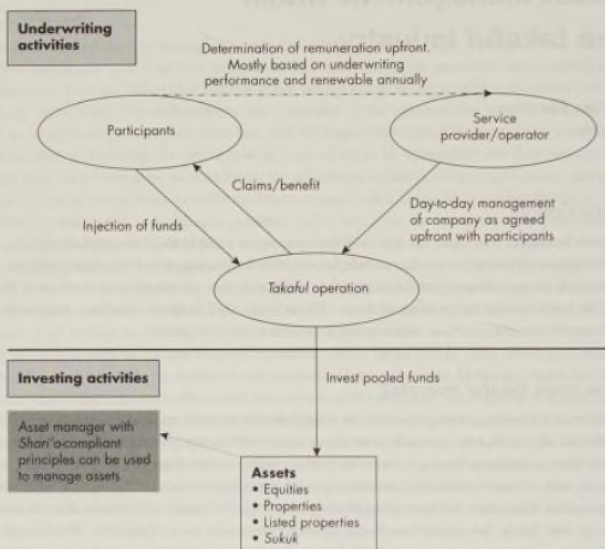 Underwriting
activities
Determination of remuneration upfront.
Mostly based on underwriting
performance and renewable annually
Participants
Service
provider/operator
Claims/benefit
Injection of funds
Day-to-day management
of company as agreed
upfront with participants
Takaful operation
Investing activities
Invest pooled funds
Asset manager with
Shari'a-compliant
principles can be used
to manage assets
Assets
• Equities
• Properties
• Listed properties
• Sukuk